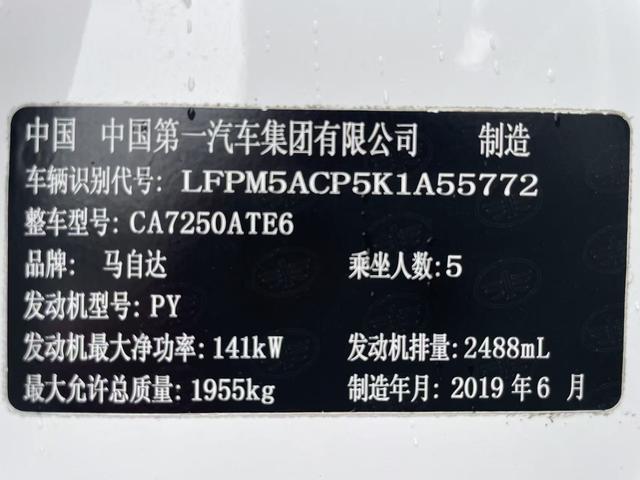 中国 中国第一汽车集团有限公司 制造
车辆识别代号: LFPM5ACP5K1A55772
整车型号: CA7250ATE6
品牌: 马自达 乘坐人数: 5
发动机型号: PY
发动机最大净功率: 141kW 发动机排量: 2488mL
最大允许总质量: 1955kg 制造年月: 2019 年 6 月